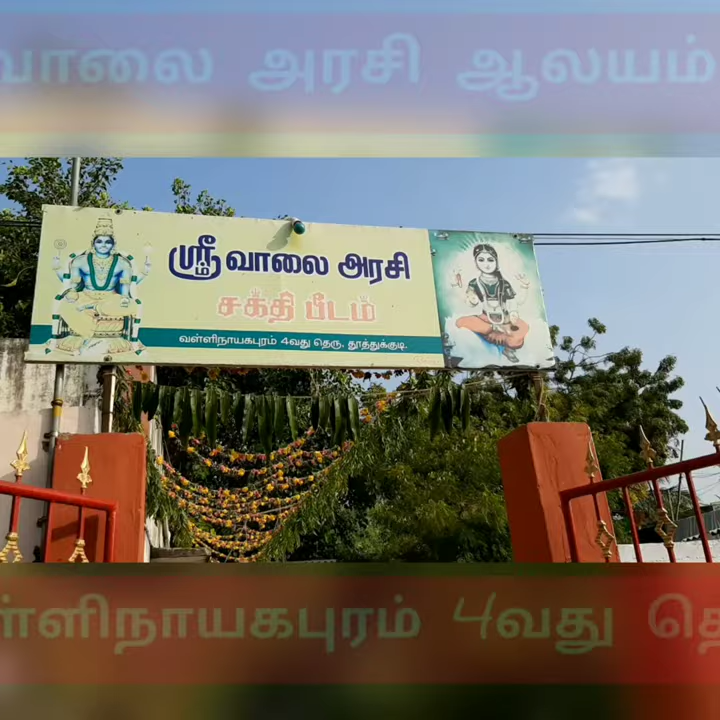 வாலை அரசி ஆலயம்
ஸ்ரீ வாலை அரசி
சக்தி பீடம்
வள்ளிநாயகபுரம் 4வது தெரு, தூத்துக்குடி.
ள்ளிநாயகபுரம் 4வது தெ